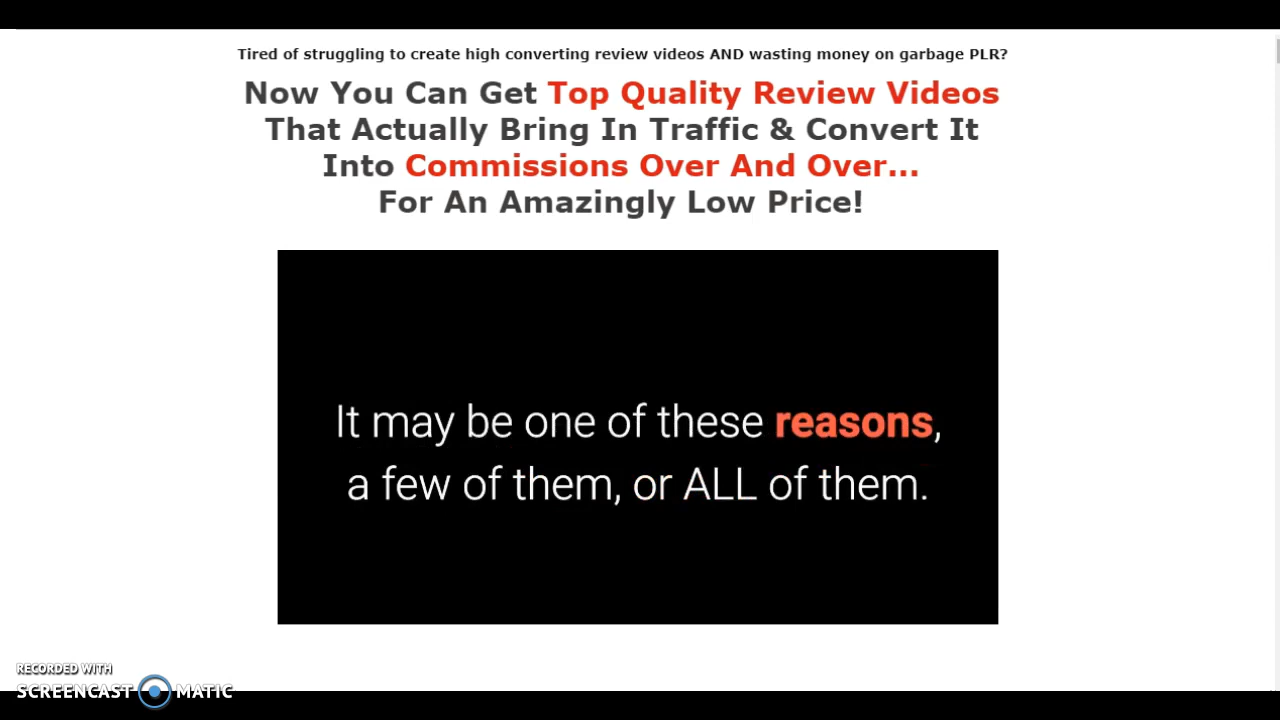 Tired of struggling to create high converting review videos AND wasting money on garbage PLR?
Now You Can Get Top Quality Review Videos
That Actually Bring In Traffic & Convert It
Into Commissions Over And Over...
For An Amazingly Low Price!
It may be one of these reasons,
a few of them, or ALL of them.
RECORDED WITH
SCREENCAST MATIC